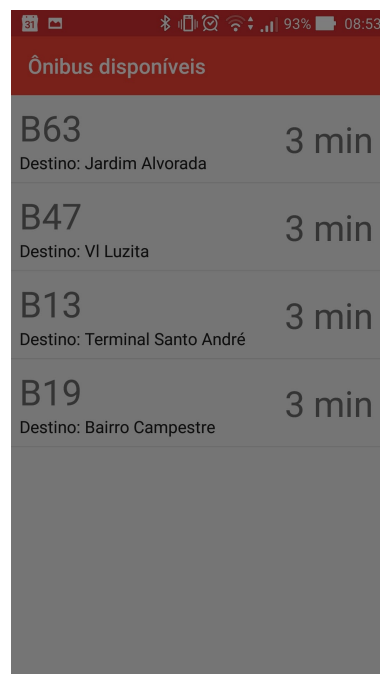 31 93% 08:53
Ônibus disponíveis
B63
3 min
Destino: Jardim Alvorada
B47
3 min
Destino: Vl Luzita
B13
3 min
Destino: Terminal Santo André
B19
3 min
Destino: Bairro Campestre